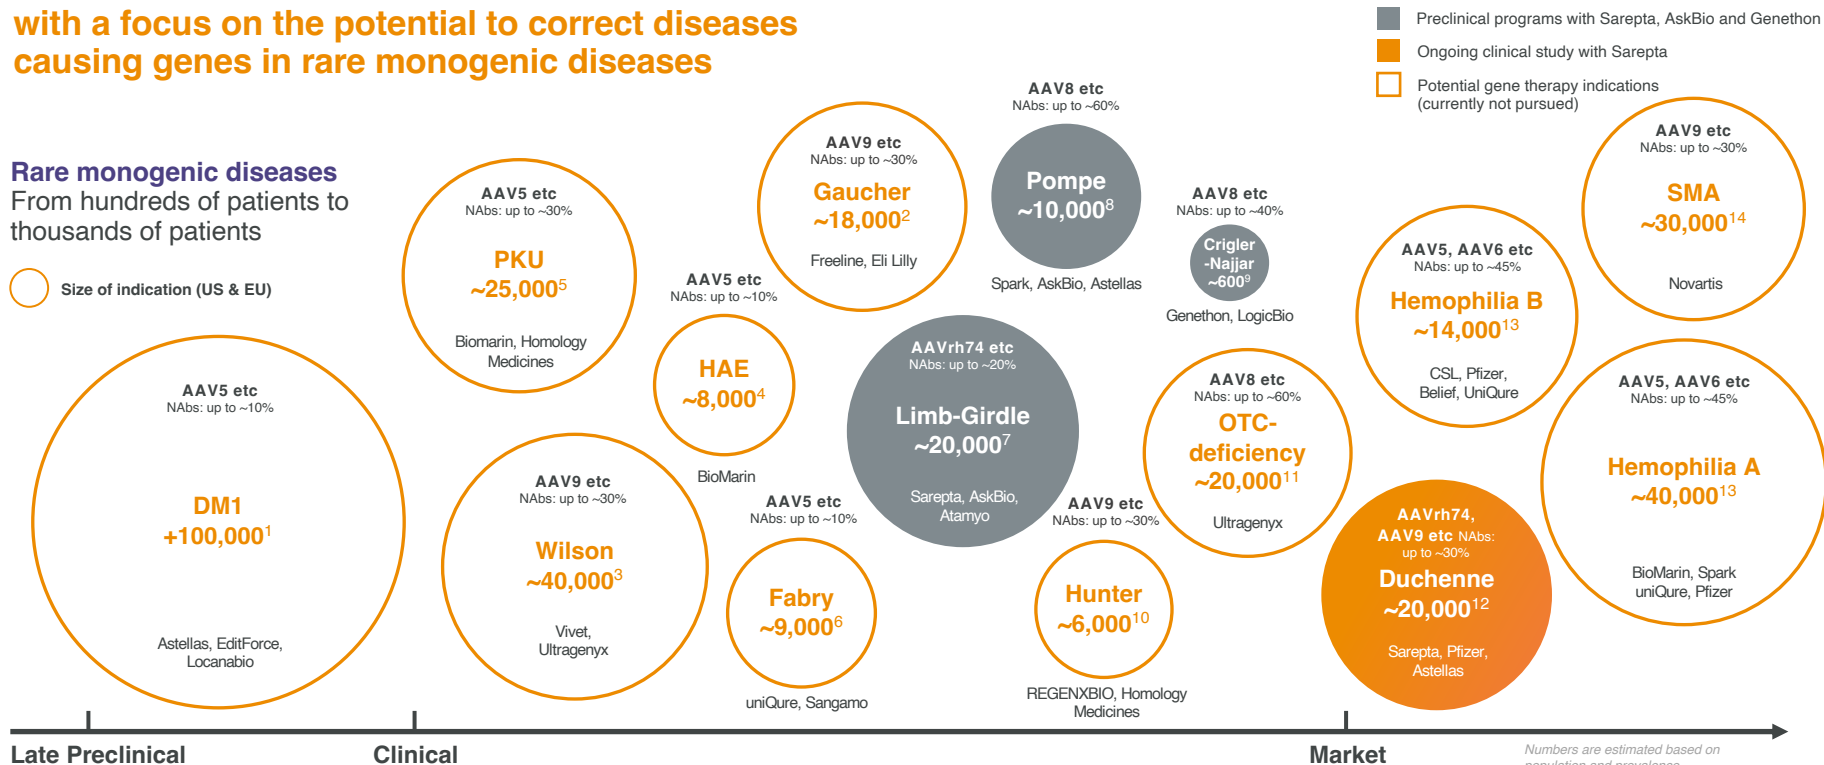 with a focus on the potential to correct diseases
causing genes in rare monogenic diseases
Preclinical programs with Sarepta, AskBio and Genethon
Ongoing clinical study with Sarepta
Potential gene therapy indications
(currently not pursued)
Rare monogenic diseases
From hundreds of patients to
thousands of patients
Size of indication (US & EU)
AAV5 etc
NAbs: up to ~10%
DM1
+100,000¹
Astellas, EditForce,
Locanabio
AAV5 etc
NAbs: up to ~30%
PKU
~25,000⁵
Biomarin, Homology
Medicines
AAV9 etc
NAbs: up to ~30%
Wilson
~40,000³
Vivet,
Ultragenyx
AAV5 etc
NAbs: up to ~10%
HAE
~8,000⁴
BioMarin
AAV9 etc
NAbs: up to ~30%
Gaucher
~18,000²
Freeline, Eli Lilly
AAV5 etc
NAbs: up to ~10%
Fabry
~9,000⁶
uniQure, Sangamo
AAVrh74 etc
NAbs: up to ~20%
Limb-Girdle
~20,000⁷
Sarepta, AskBio,
Atamyo
AAV8 etc
NAbs: up to ~60%
Pompe
~10,000⁸
Spark, AskBio, Astellas
AAV8 etc
NAbs: up to ~40%
Crigler
-Najjar
~600⁹
Genethon, LogicBio
AAV9 etc
NAbs: up to ~30%
Hunter
~6,000¹⁰
REGENXBIO, Homology
Medicines
AAV8 etc
NAbs: up to ~60%
OTC-
deficiency
~20,000¹¹
Ultragenyx
AAV5, AAV6 etc
NAbs: up to ~45%
Hemophilia B
~14,000¹³
CSL, Pfizer,
Belief, UniQure
AAVrh74,
AAV9 etc NAbs:
up to ~30%
Duchenne
~20,000¹²
Sarepta, Pfizer,
Astellas
AAV9 etc
NAbs: up to ~30%
SMA
~30,000¹⁴
Novartis
AAV5, AAV6 etc
NAbs: up to ~45%
Hemophilia A
~40,000¹³
BioMarin, Spark
uniQure, Pfizer
Late Preclinical
Clinical
Market
Numbers are estimated based on
population and prevalence